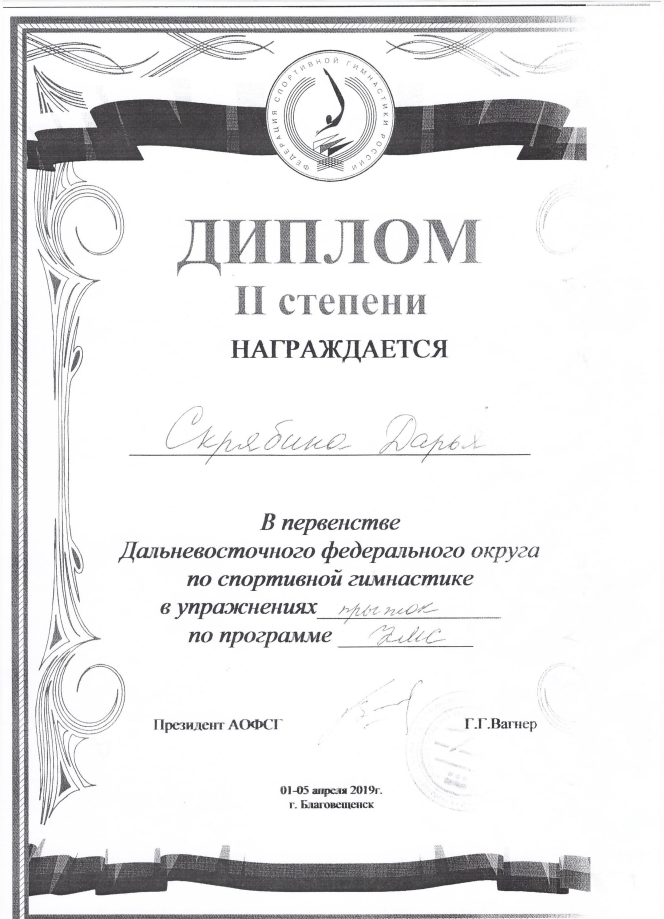 ФЕДЕРАЦИЯ СПОРТИВНОЙ ГИМНАСТИКИ РОССИИ
ДИПЛОМ
II степени
НАГРАЖДАЕТСЯ
Скрябина Дарья
В первенстве
Дальневосточного федерального округа
по спортивной гимнастике
в упражнениях прыжок
по программе КМС
Президент АОФСГ Г.Г.Вагнер
01-05 апреля 2019г.
г. Благовещенск